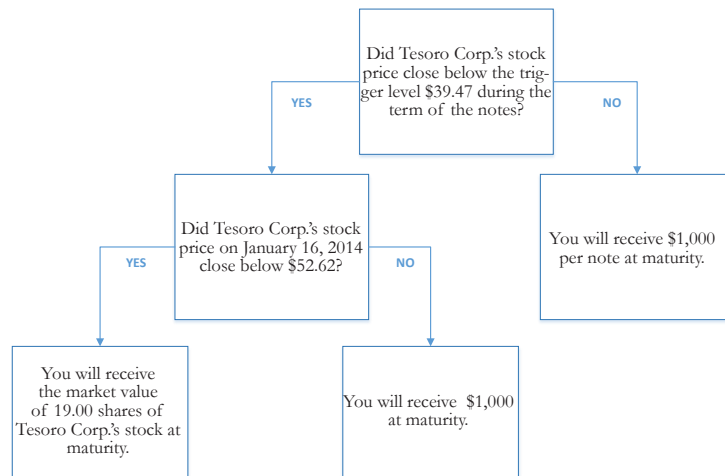 Did Tesoro Corp.'s stock
price close below the trig-
ger level $39.47 during the
term of the notes?
YES
NO
Did Tesoro Corp.'s stock
price on January 16, 2014
close below $52.62?
You will receive $1,000
per note at maturity.
YES
NO
You will receive
the market value
of 19.00 shares of
Tesoro Corp.'s stock at
maturity.
You will receive $1,000
at maturity.